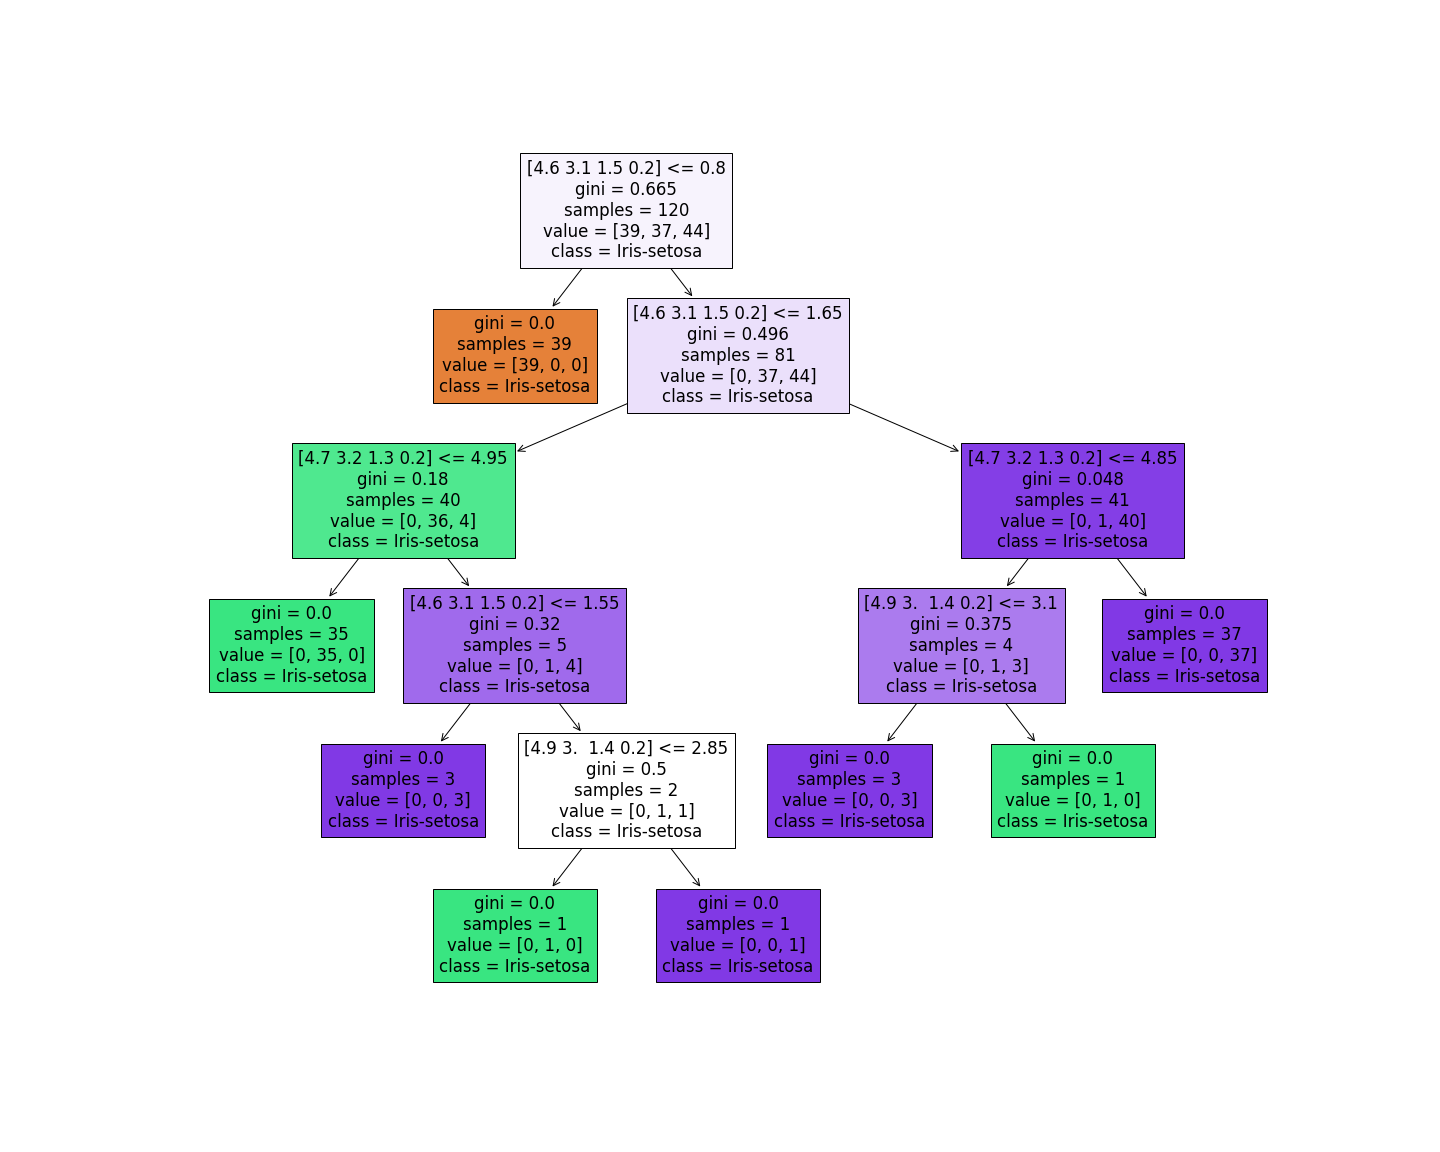 [4.6 3.1 1.5 0.2] <= 0.8
gini = 0.665
samples = 120
value = [39, 37, 44]
class = Iris-setosa
gini = 0.0
samples = 39
value = [39, 0, 0]
class = Iris-setosa
[4.6 3.1 1.5 0.2] <= 1.65
gini = 0.496
samples = 81
value = [0, 37, 44]
class = Iris-setosa
[4.7 3.2 1.3 0.2] <= 4.95
gini = 0.18
samples = 40
value = [0, 36, 4]
class = Iris-setosa
[4.7 3.2 1.3 0.2] <= 4.85
gini = 0.048
samples = 41
value = [0, 1, 40]
class = Iris-setosa
gini = 0.0
samples = 35
value = [0, 35, 0]
class = Iris-setosa
[4.6 3.1 1.5 0.2] <= 1.55
gini = 0.32
samples = 5
value = [0, 1, 4]
class = Iris-setosa
[4.9 3.  1.4 0.2] <= 3.1
gini = 0.375
samples = 4
value = [0, 1, 3]
class = Iris-setosa
gini = 0.0
samples = 37
value = [0, 0, 37]
class = Iris-setosa
gini = 0.0
samples = 3
value = [0, 0, 3]
class = Iris-setosa
[4.9 3.  1.4 0.2] <= 2.85
gini = 0.5
samples = 2
value = [0, 1, 1]
class = Iris-setosa
gini = 0.0
samples = 3
value = [0, 0, 3]
class = Iris-setosa
gini = 0.0
samples = 1
value = [0, 1, 0]
class = Iris-setosa
gini = 0.0
samples = 1
value = [0, 1, 0]
class = Iris-setosa
gini = 0.0
samples = 1
value = [0, 0, 1]
class = Iris-setosa